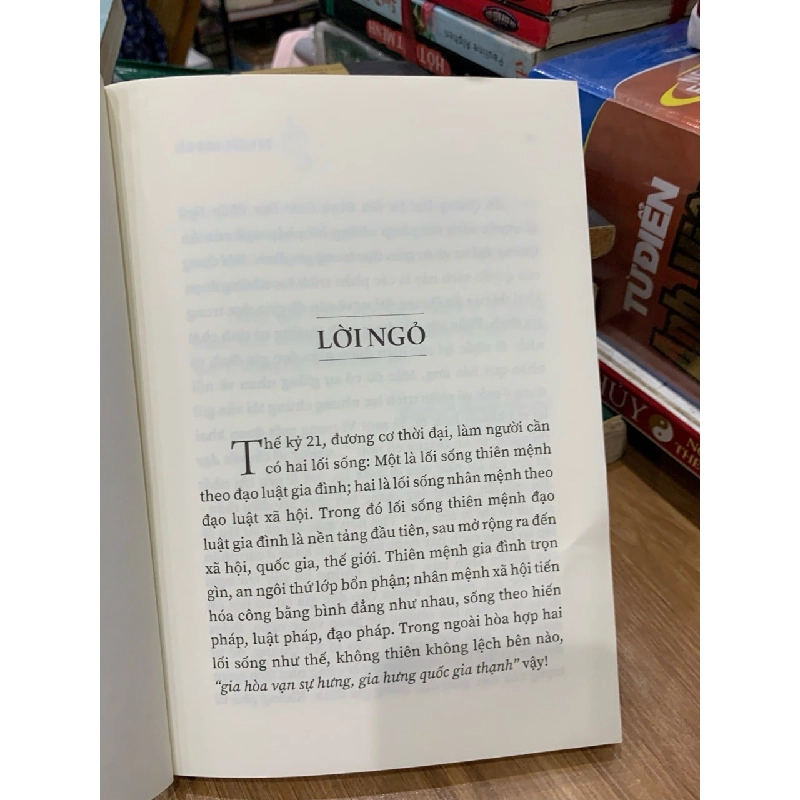 LỜI NGỎ
Thế kỷ 21, đương cơ thời đại, làm người cần
có hai lối sống: Một là lối sống thiên mệnh
theo đạo luật gia đình; hai là lối sống nhân mệnh theo
đạo luật xã hội. Trong đó lối sống thiên mệnh đạo
luật gia đình là nền tảng đầu tiên, sau mở rộng ra đến
xã hội, quốc gia, thế giới. Thiên mệnh gia đình trọn
gìn, an ngôi thứ lớp bổn phận; nhân mệnh xã hội tiến
hóa công bằng bình đẳng như nhau, sống theo hiến
pháp, luật pháp, đạo pháp. Trong ngoài hòa hợp hai
lối sống như thế, không thiên không lệch bên nào,
“gia hòa vạn sự hưng, gia hưng quốc gia thạnh” vậy!
Pauline Alphen
TỪ ĐIỂN
Anh